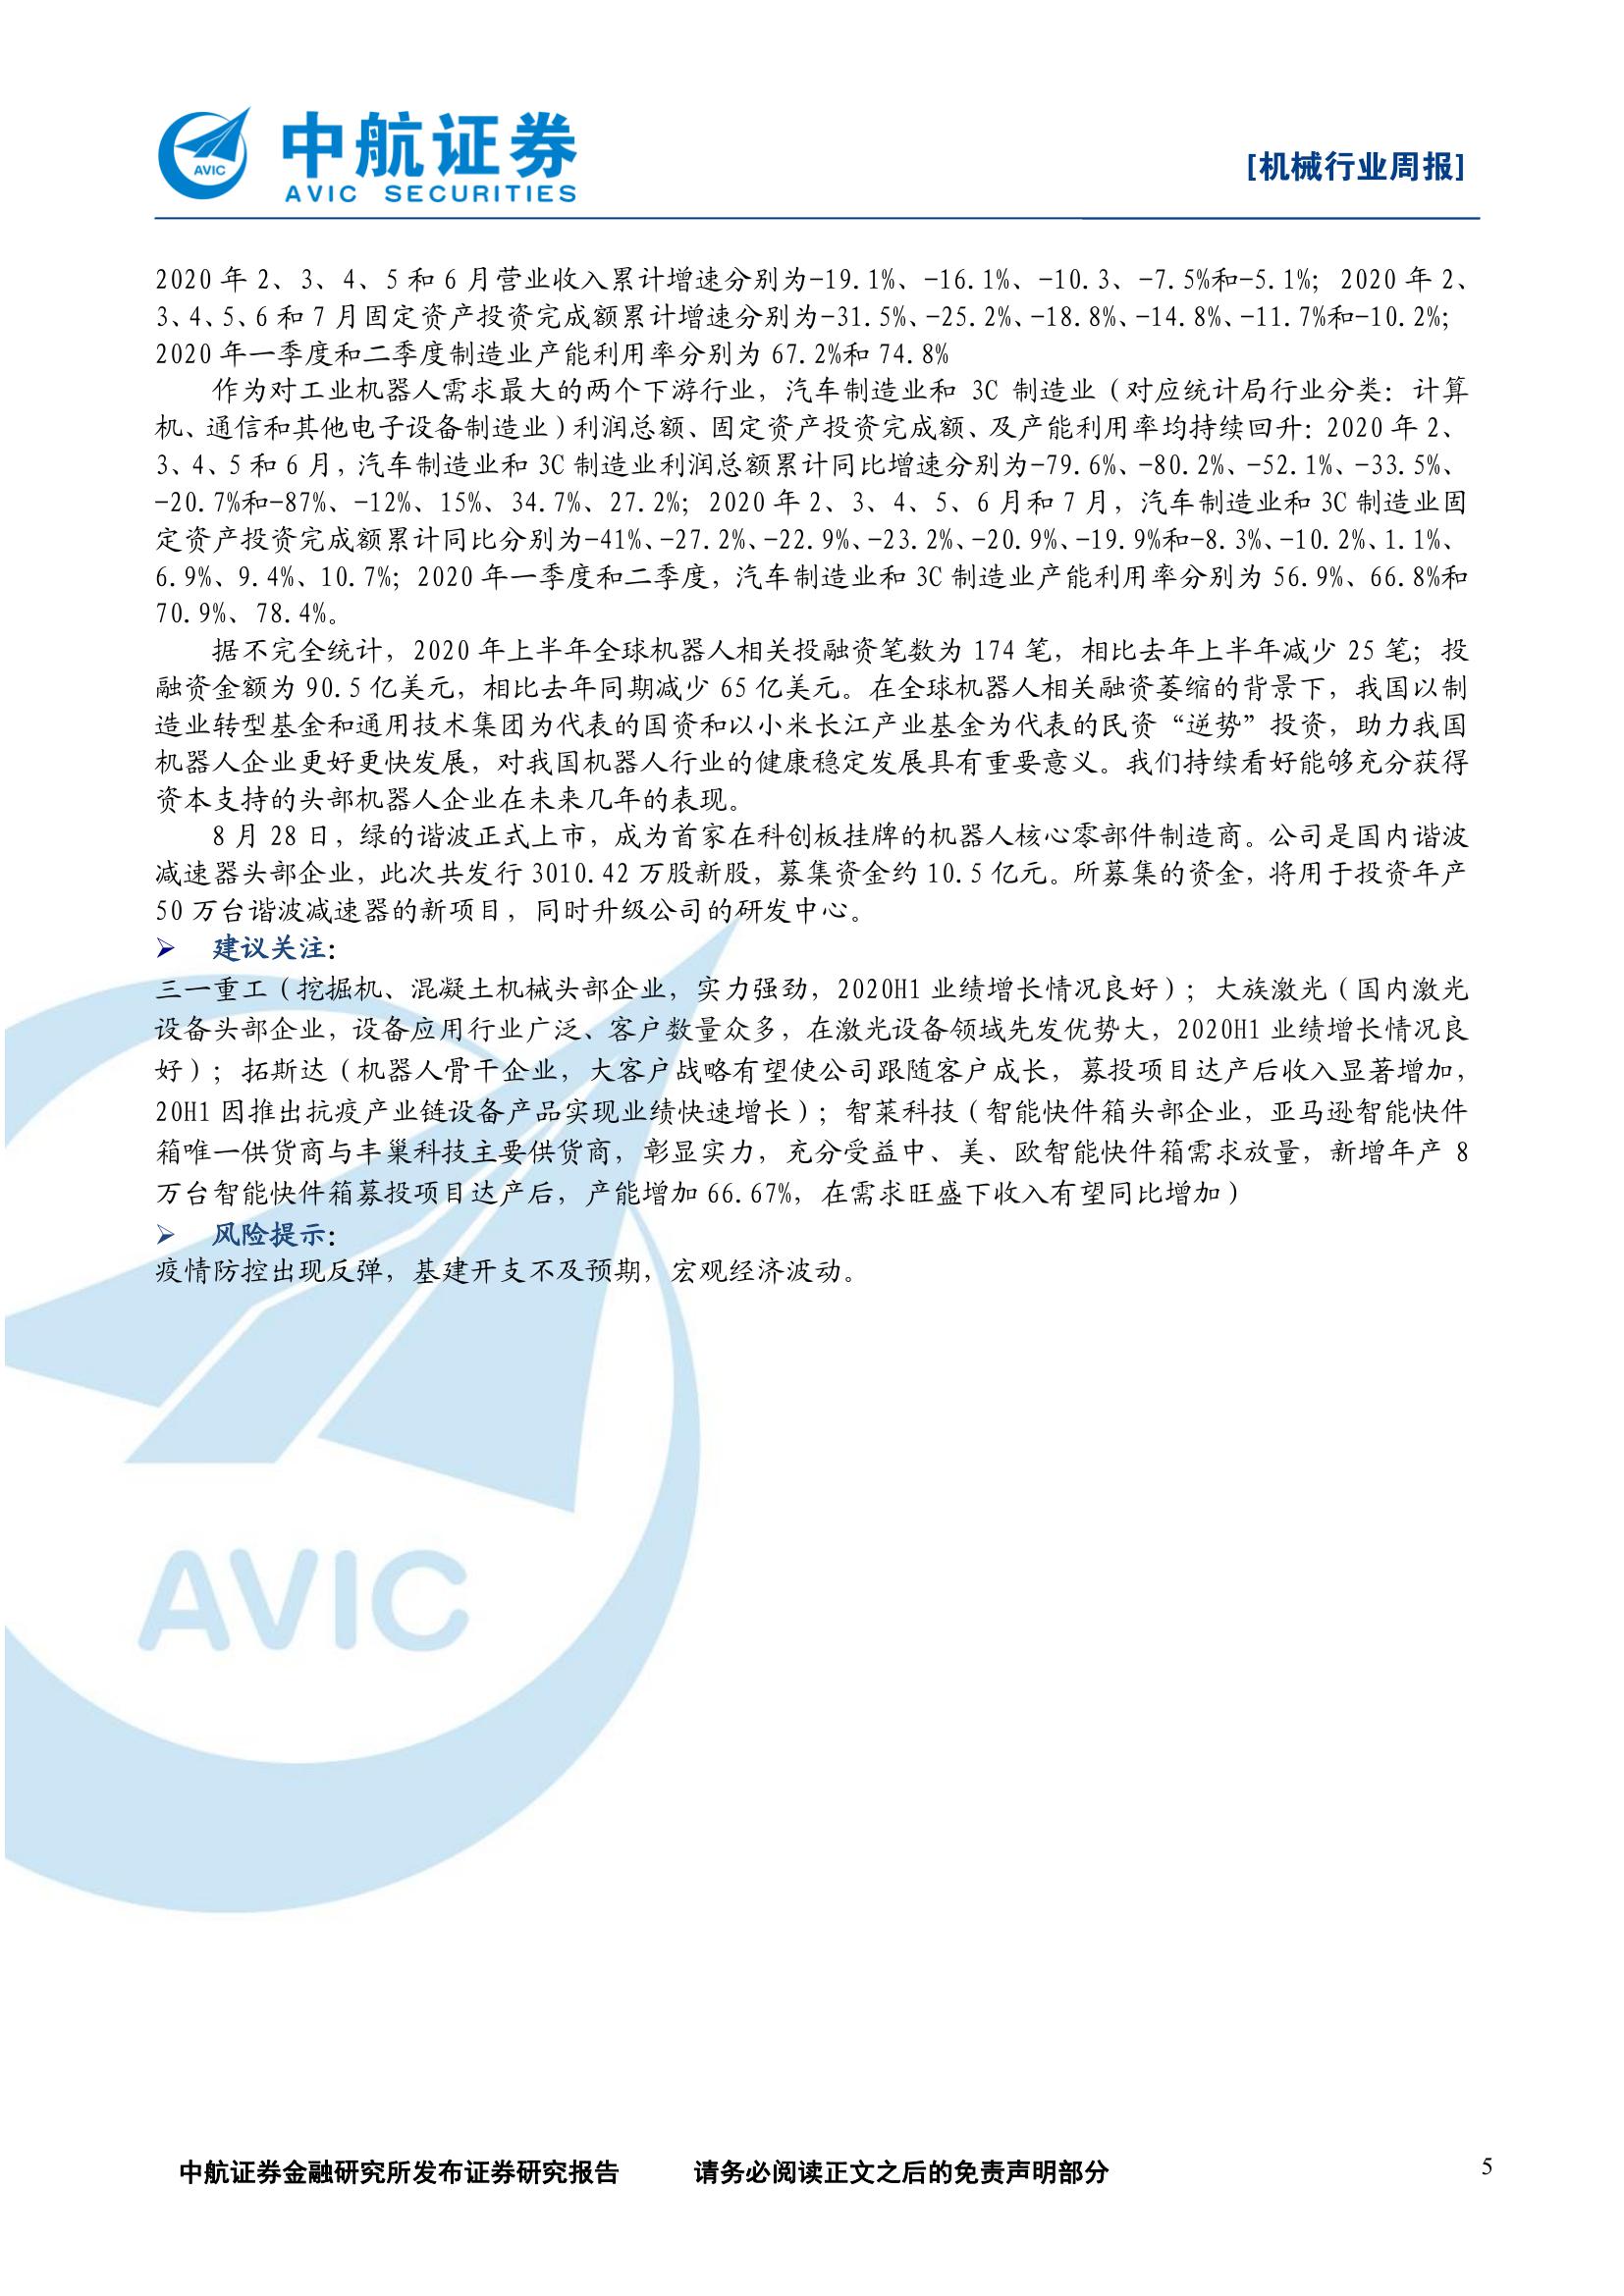 中航证券
AVIC SECURITIES
AVIC
[机械行业周报]
2020 年 2、3、4、5 和 6 月营业收入累计增速分别为-19.1%、-16.1%、-10.3、-7.5%和-5.1%；2020 年 2、
3、4、5、6 和 7 月固定资产投资完成额累计增速分别为-31.5%、-25.2%、-18.8%、-14.8%、-11.7%和-10.2%；
2020 年一季度和二季度制造业产能利用率分别为 67.2%和 74.8%
作为对工业机器人需求最大的两个下游行业，汽车制造业和 3C 制造业（对应统计局行业分类：计算
机、通信和其他电子设备制造业）利润总额、固定资产投资完成额、及产能利用率均持续回升：2020 年 2、
3、4、5 和 6 月，汽车制造业和 3C 制造业利润总额累计同比增速分别为-79.6%、-80.2%、-52.1%、-33.5%、
-20.7%和-87%、-12%、15%、34.7%、27.2%；2020 年 2、3、4、5、6 月和 7 月，汽车制造业和 3C 制造业固
定资产投资完成额累计同比分别为-41%、-27.2%、-22.9%、-23.2%、-20.9%、-19.9%和-8.3%、-10.2%、1.1%、
6.9%、9.4%、10.7%；2020 年一季度和二季度，汽车制造业和 3C 制造业产能利用率分别为 56.9%、66.8%和
70.9%、78.4%。
据不完全统计，2020 年上半年全球机器人相关投融资笔数为 174 笔，相比去年上半年减少 25 笔；投
融资金额为 90.5 亿美元，相比去年同期减少 65 亿美元。在全球机器人相关融资萎缩的背景下，我国以制
造业转型基金和通用技术集团为代表的国资和以小米长江产业基金为代表的民资“逆势”投资，助力我国
机器人企业更好更快发展，对我国机器人行业的健康稳定发展具有重要意义。我们持续看好能够充分获得
资本支持的头部机器人企业在未来几年的表现。
8 月 28 日，绿的谐波正式上市，成为首家在科创板挂牌的机器人核心零部件制造商。公司是国内谐波
减速器头部企业，此次共发行 3010.42 万股新股，募集资金约 10.5 亿元。所募集的资金，将用于投资年产
50 万台谐波减速器的新项目，同时升级公司的研发中心。
➢ 建议关注：
三一重工（挖掘机、混凝土机械头部企业，实力强劲，2020H1 业绩增长情况良好）；大族激光（国内激光
设备头部企业，设备应用行业广泛、客户数量众多，在激光设备领域先发优势大，2020H1 业绩增长情况良
好）；拓斯达（机器人骨干企业，大客户战略有望使公司跟随客户成长，募投项目达产后收入显著增加，
20H1 因推出抗疫产业链设备产品实现业绩快速增长）；智莱科技（智能快件箱头部企业，亚马逊智能快件
箱唯一供货商与丰巢科技主要供货商，彰显实力，充分受益中、美、欧智能快件箱需求放量，新增年产 8
万台智能快件箱募投项目达产后，产能增加 66.67%，在需求旺盛下收入有望同比增加）
➢ 风险提示：
疫情防控出现反弹，基建开支不及预期，宏观经济波动。
AVIC
中航证券金融研究所发布证券研究报告 请务必阅读正文之后的免责声明部分 5